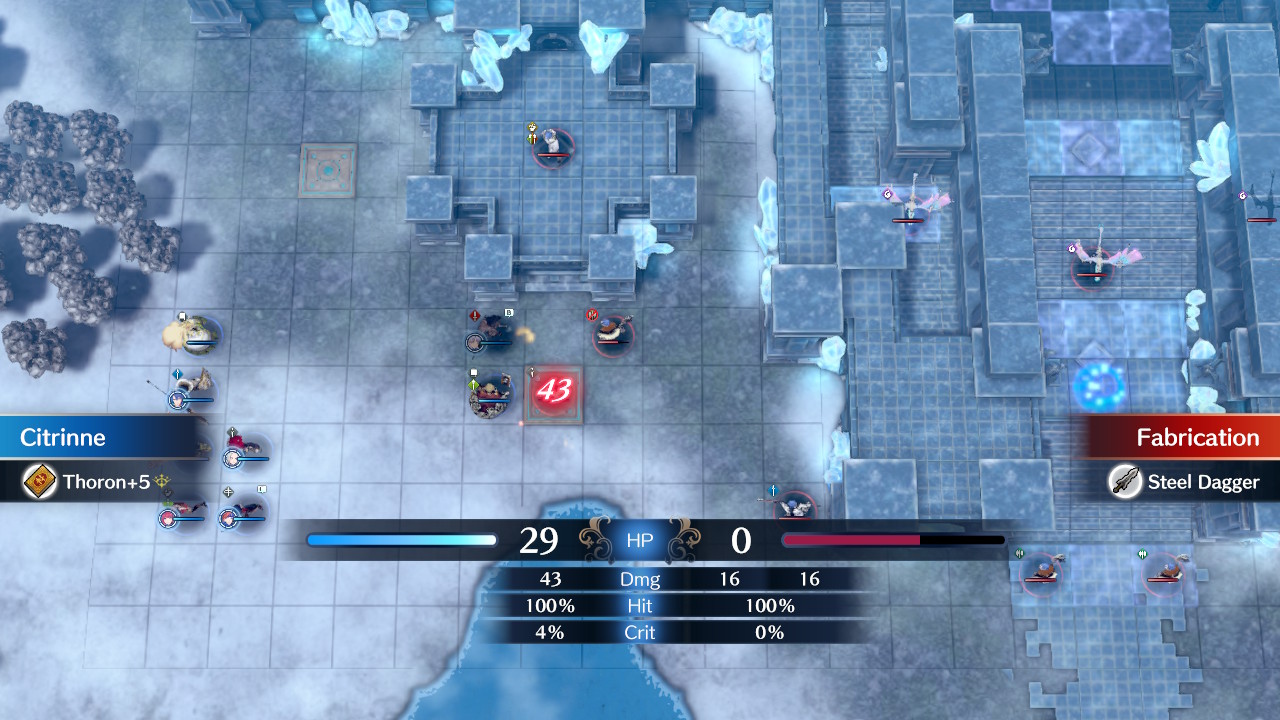 43
Citrinne
Fabrication
Thoron+5
Steel Dagger
29 HP 0
43 Dmg 16 16
100% Hit 100%
4% Crit 0%